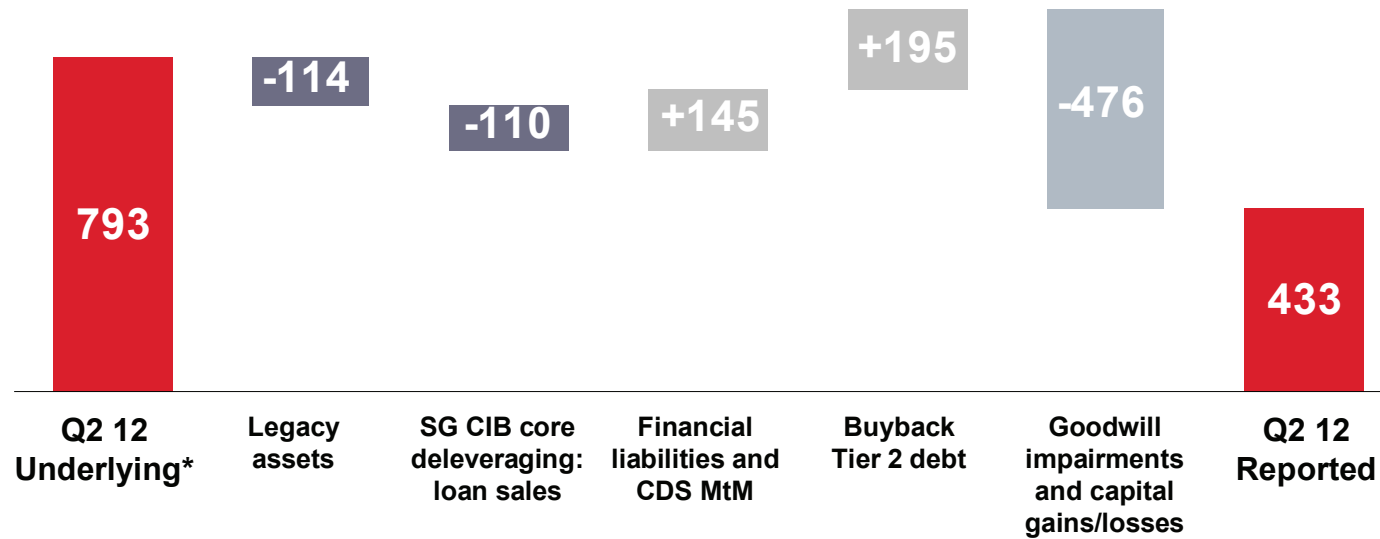 793
-114
-110
+145
+195
-476
433
Q2 12
Underlying*
Legacy
assets
SG CIB core
deleveraging:
loan sales
Financial
liabilities and
CDS MtM
Buyback
Tier 2 debt
Goodwill
impairments
and capital
gains/losses
Q2 12
Reported